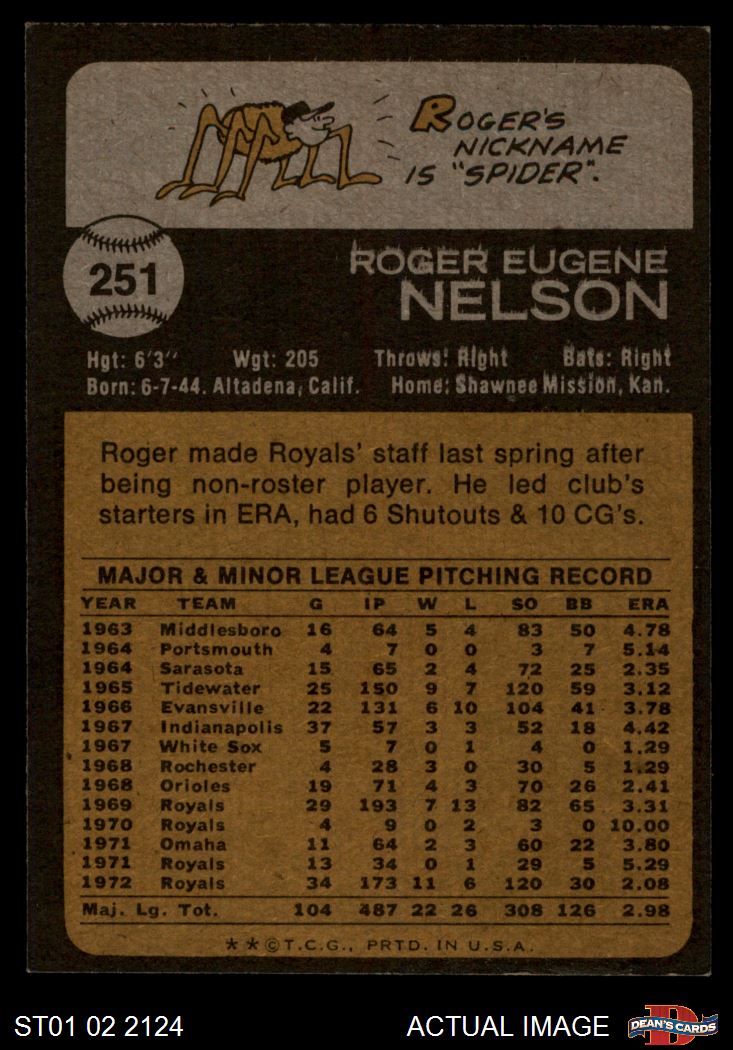 ROGER'S
NICKNAME
IS "SPIDER".
251
ROGER EUGENE
NELSON
Hgt: 6'3" Wgt: 205 Throws: Right Bats: Right
Born: 6-7-44. Altadena, Calif. Home: Shawnee Mission, Kan.
Roger made Royals' staff last spring after
being non-roster player. He led club's
starters in ERA, had 6 Shutouts & 10 CG's.
MAJOR & MINOR LEAGUE PITCHING RECORD
YEAR TEAM G IP W L SO BB ERA
1963 Middlesboro 16 64 5 4 83 50 4.78
1964 Portsmouth 4 7 0 0 3 7 5.14
1964 Sarasota 15 65 2 4 72 25 2.35
1965 Tidewater 25 150 9 7 120 59 3.12
1966 Evansville 22 131 6 10 104 41 3.78
1967 Indianapolis 37 57 3 3 52 18 4.42
1967 White Sox 5 7 0 1 4 0 1.29
1968 Rochester 4 28 3 0 30 5 1.29
1968 Orioles 19 71 4 3 70 26 2.41
1969 Royals 29 193 7 13 82 65 3.31
1970 Royals 4 9 0 2 3 0 10.00
1971 Omaha 11 64 2 3 60 22 3.80
1971 Royals 13 34 0 1 29 5 5.29
1972 Royals 34 173 11 6 120 30 2.08
Maj. Lg. Tot. 104 487 22 26 308 126 2.98
**©T.C.G., PRTD. IN U.S.A.
ST01 02 2124 ACTUAL IMAGE DEAN'S CARDS